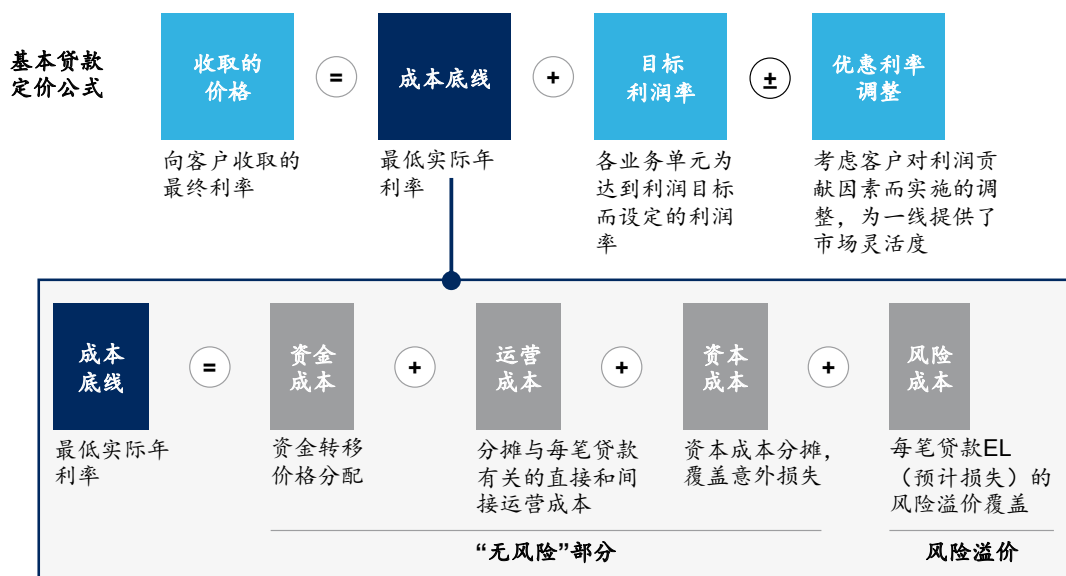 基本贷款
定价公式
收取的
价格
=
成本底线
+
目标
利润率
±
优惠利率
调整
向客户收取的
最终利率
最低实际年
利率
各业务单元为
达到利润目标
而设定的利润
率
考虑客户对利润贡
献因素而实施的调
整，为一线提供了
市场灵活度
成本
底线
=
资金
成本
+
运营
成本
+
资本
成本
+
风险
成本
最低实际年
利率
资金转移
价格分配
分摊与每笔贷款
有关的直接和间
接运营成本
资本成本分摊，
覆盖意外损失
每笔贷款EL
（预计损失）的
风险溢价覆盖
“无风险”部分
风险溢价